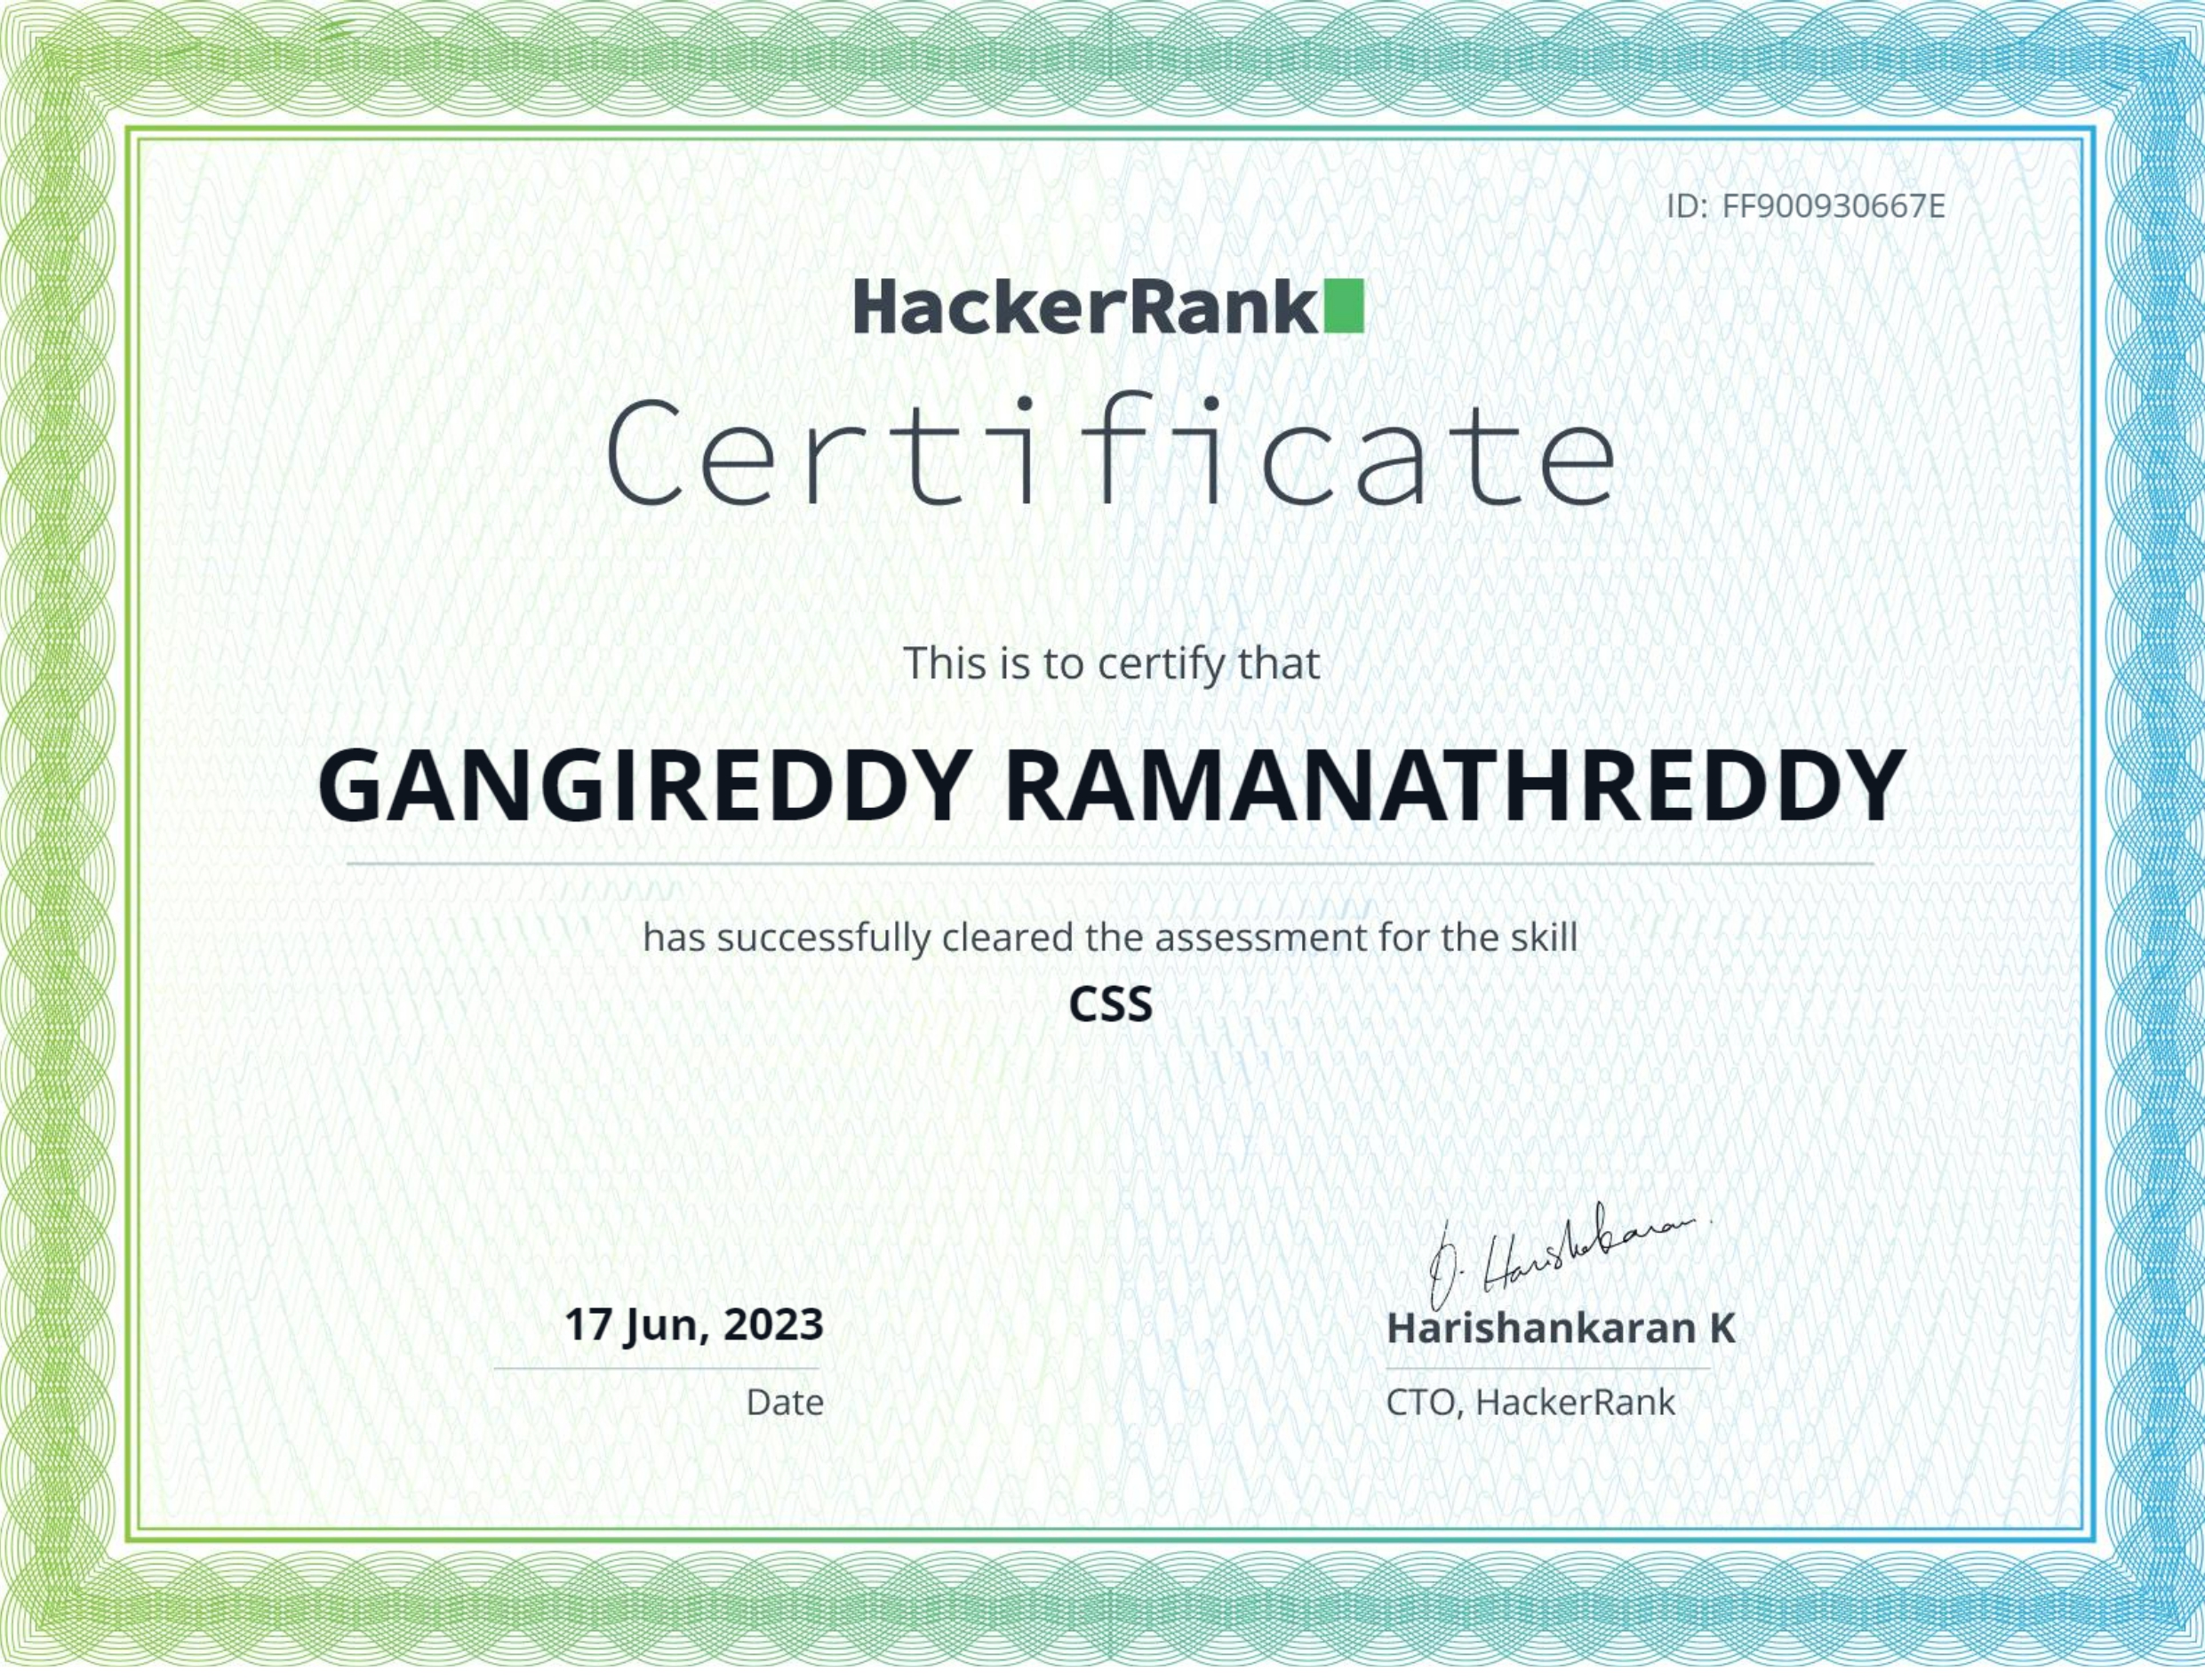 ID: FF900930667E
HackerRank
Certificate
This is to certify that
GANGIREDDY RAMANATHREDDY
has successfully cleared the assessment for the skill
CSS
D. Harishankaran.
17 Jun, 2023
Harishankaran K
Date
CTO, HackerRank